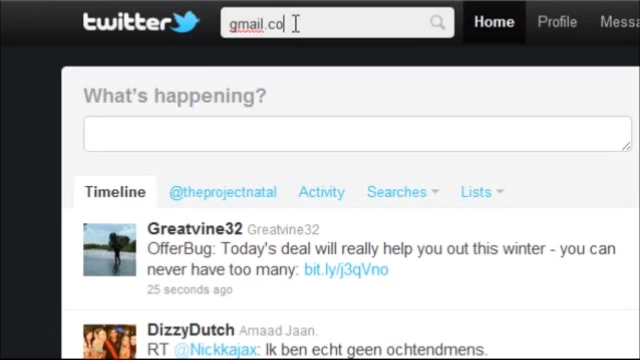 twitter gmail.co Home Profile Messa
What's happening?
Timeline @theprojectnatal Activity Searches Lists
Greatvine32 Greatvine32
OfferBug: Today's deal will really help you out this winter - you can
never have too many: bit.ly/j3qVno
25 seconds ago
DizzyDutch Amaad Jaan.
RT @Nickkajax: Ik ben echt geen ochtendmens.